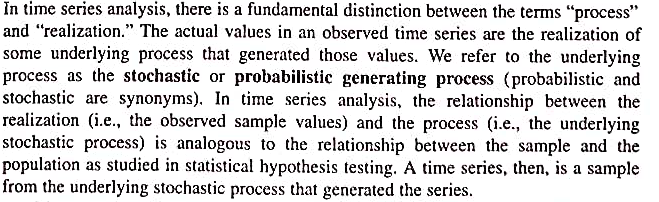 In time series analysis, there is a fundamental distinction between the terms “process”
and “realization.” The actual values in an observed time series are the realization of
some underlying process that generated those values. We refer to the underlying
process as the stochastic or probabilistic generating process (probabilistic and
stochastic are synonyms). In time series analysis, the relationship between the
realization (i.e., the observed sample values) and the process (i.e., the underlying
stochastic process) is analogous to the relationship between the sample and the
population as studied in statistical hypothesis testing. A time series, then, is a sample
from the underlying stochastic process that generated the series.